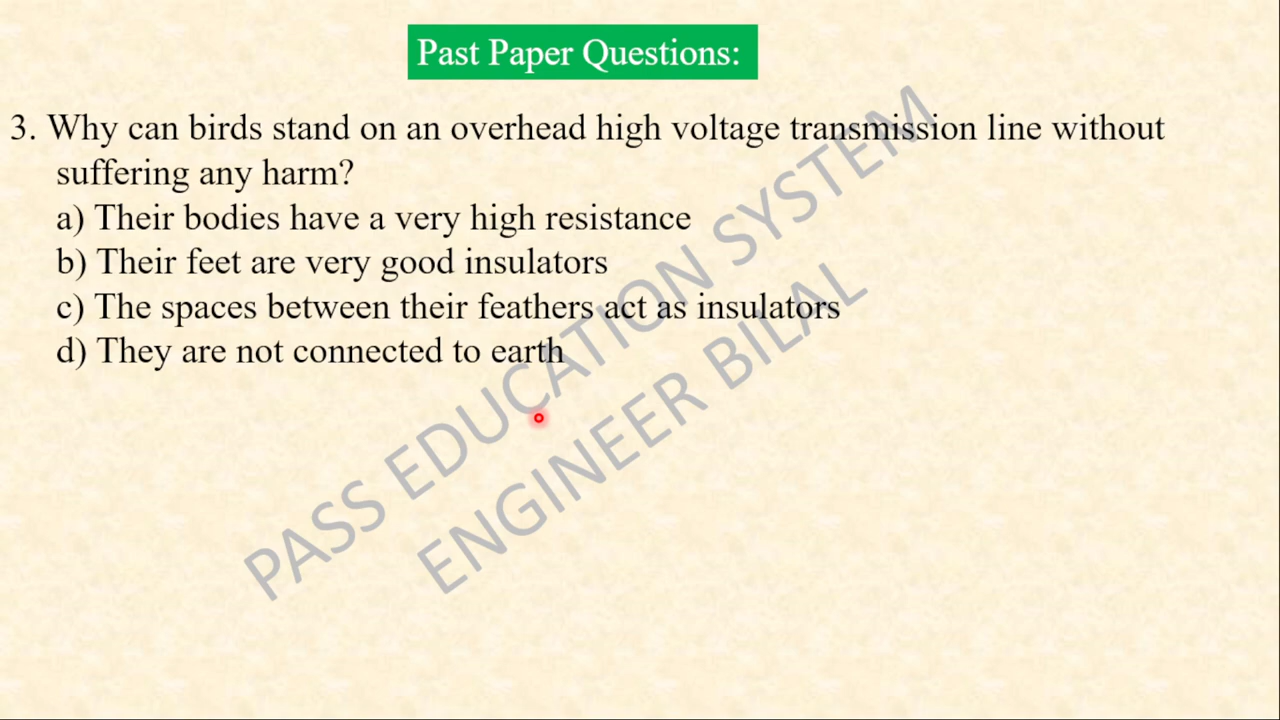 Past Paper Questions:
3. Why can birds stand on an overhead high voltage transmission line without
suffering any harm?
a) Their bodies have a very high resistance
b) Their feet are very good insulators
c) The spaces between their feathers act as insulators
d) They are not connected to earth
PASS EDUCATION SYSTEM
ENGINEER BILAL